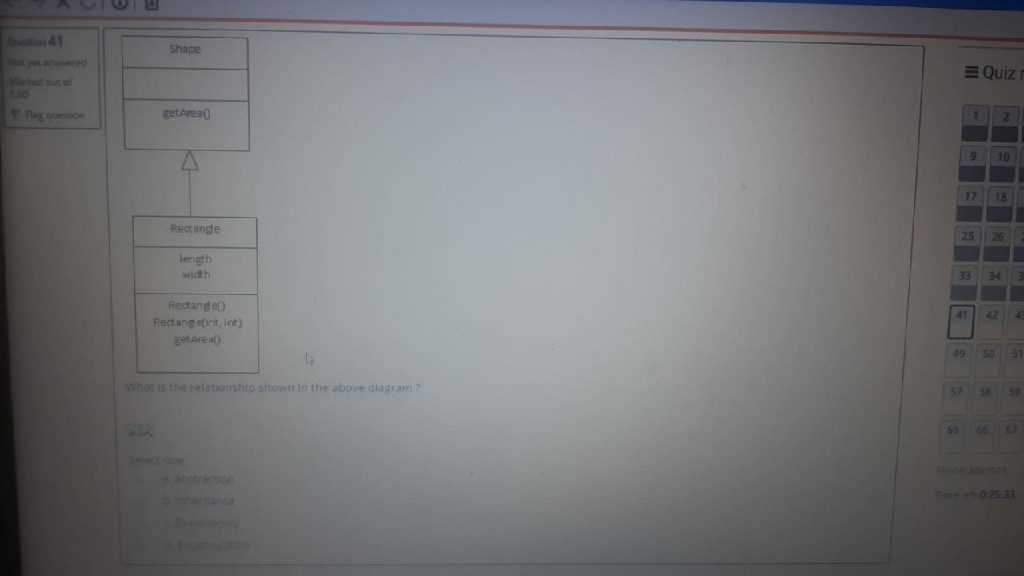 Question 41
Not yet answered
Marked out of
1.00
Flag question
Shape
getArea()
Rectangle
length
width
Rectangle()
Rectangle(int, int)
getArea()
What is the relationship shown in the above diagram ?
Select one:
a. Abstraction
b. Inheritance
c. Dependency
d. Encapsulation
Quiz
1 2
9 10
17 18
25 26
33 34
41 42
49 50 51
57 58 59
65 66 67
Finish attempt
Time left 0:25:33